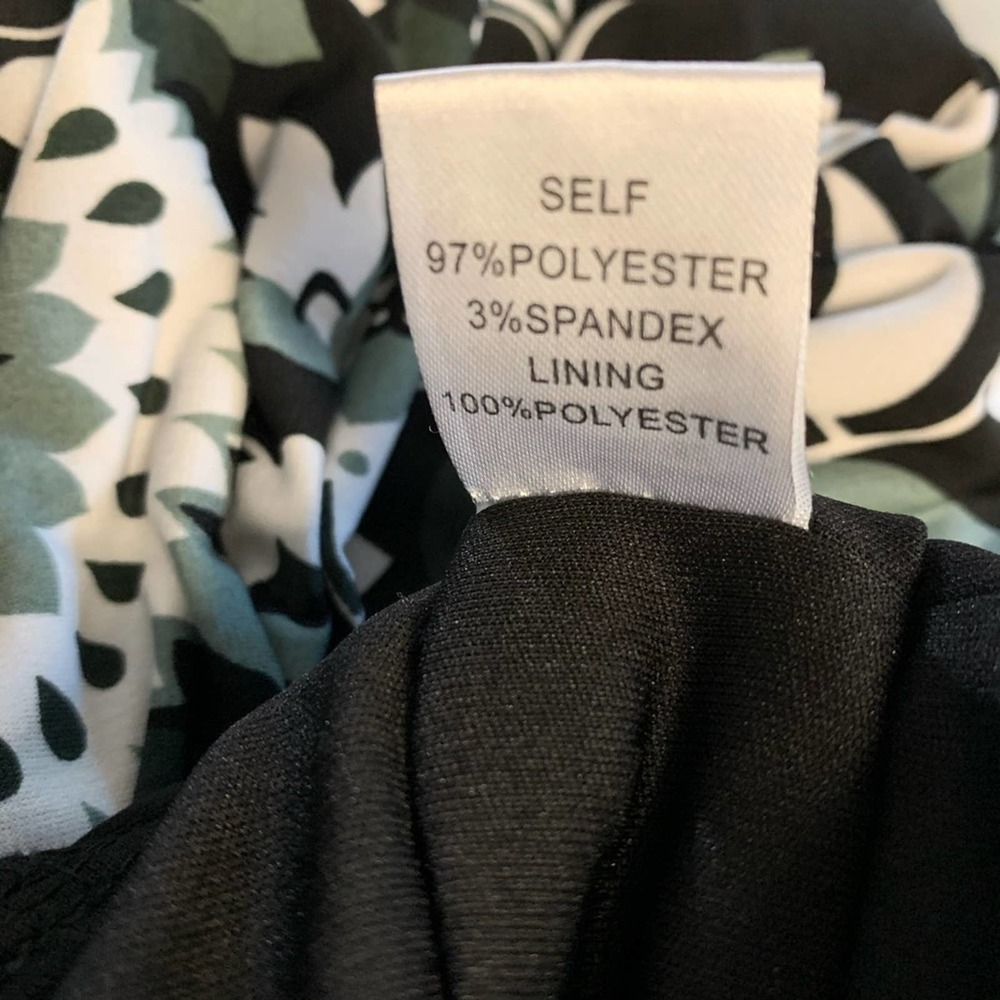 SELF
97%POLYESTER
3%SPANDEX
LINING
100%POLYESTER